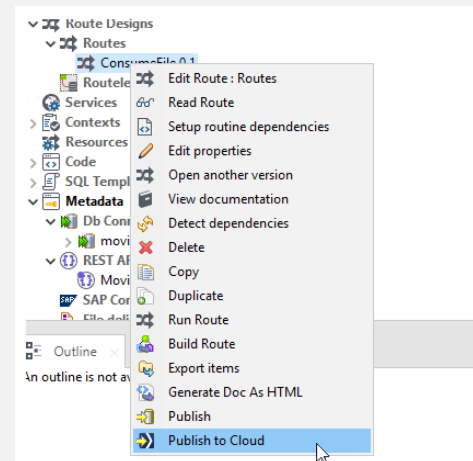 Route Designs
Routes
ConsumeFile 0.1
Routele
Services
Contexts
Resources
Code
SQL Templ
Metadata
Db Conn
movi
REST AP
Movi
SAP Con
File deli
Edit Route : Routes
Read Route
Setup routine dependencies
Edit properties
Open another version
View documentation
Detect dependencies
Delete
Copy
Duplicate
Run Route
Build Route
Export items
Generate Doc As HTML
Publish
Publish to Cloud
Outline
An outline is not av